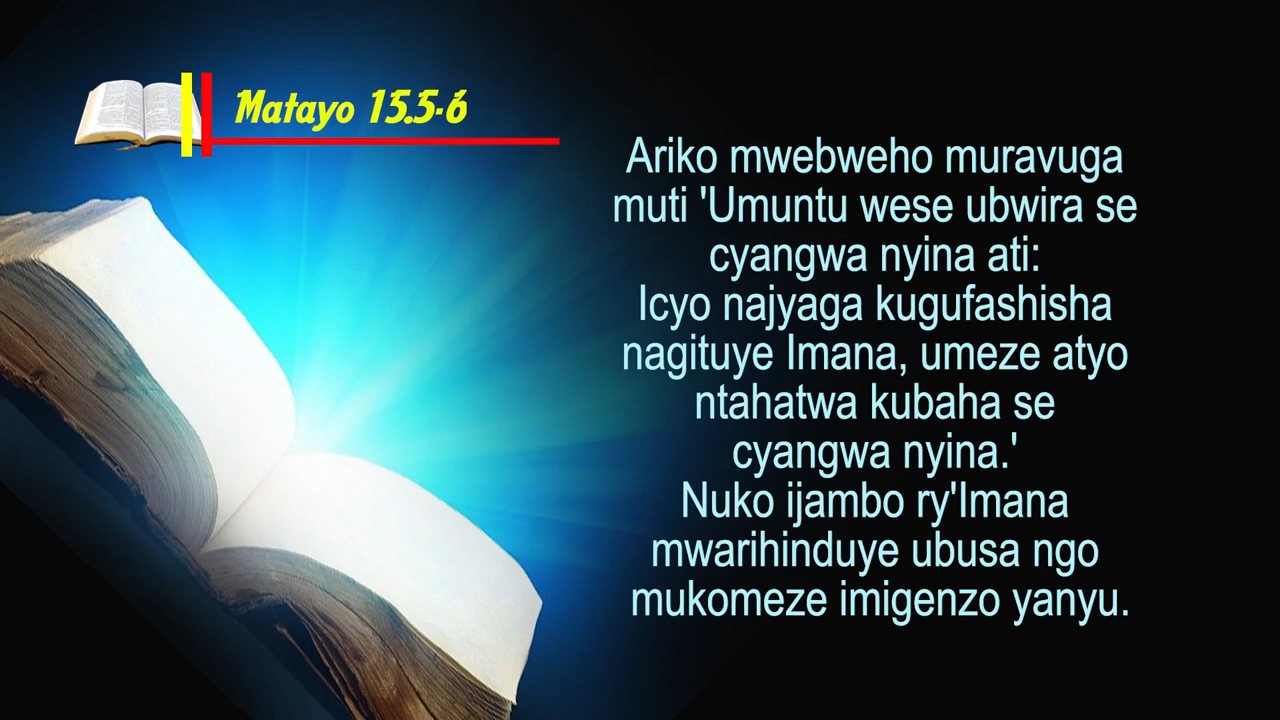 Matayo 15.5-6
Ariko mwebweho muravuga
muti 'Umuntu wese ubwira se
cyangwa nyina ati:
Icyo najyaga kugufashisha
nagituye Imana, umeze atyo
ntahatwa kubaha se
cyangwa nyina.'
Nuko ijambo ry'Imana
mwarihinduye ubusa ngo
mukomeze imigenzo yanyu.